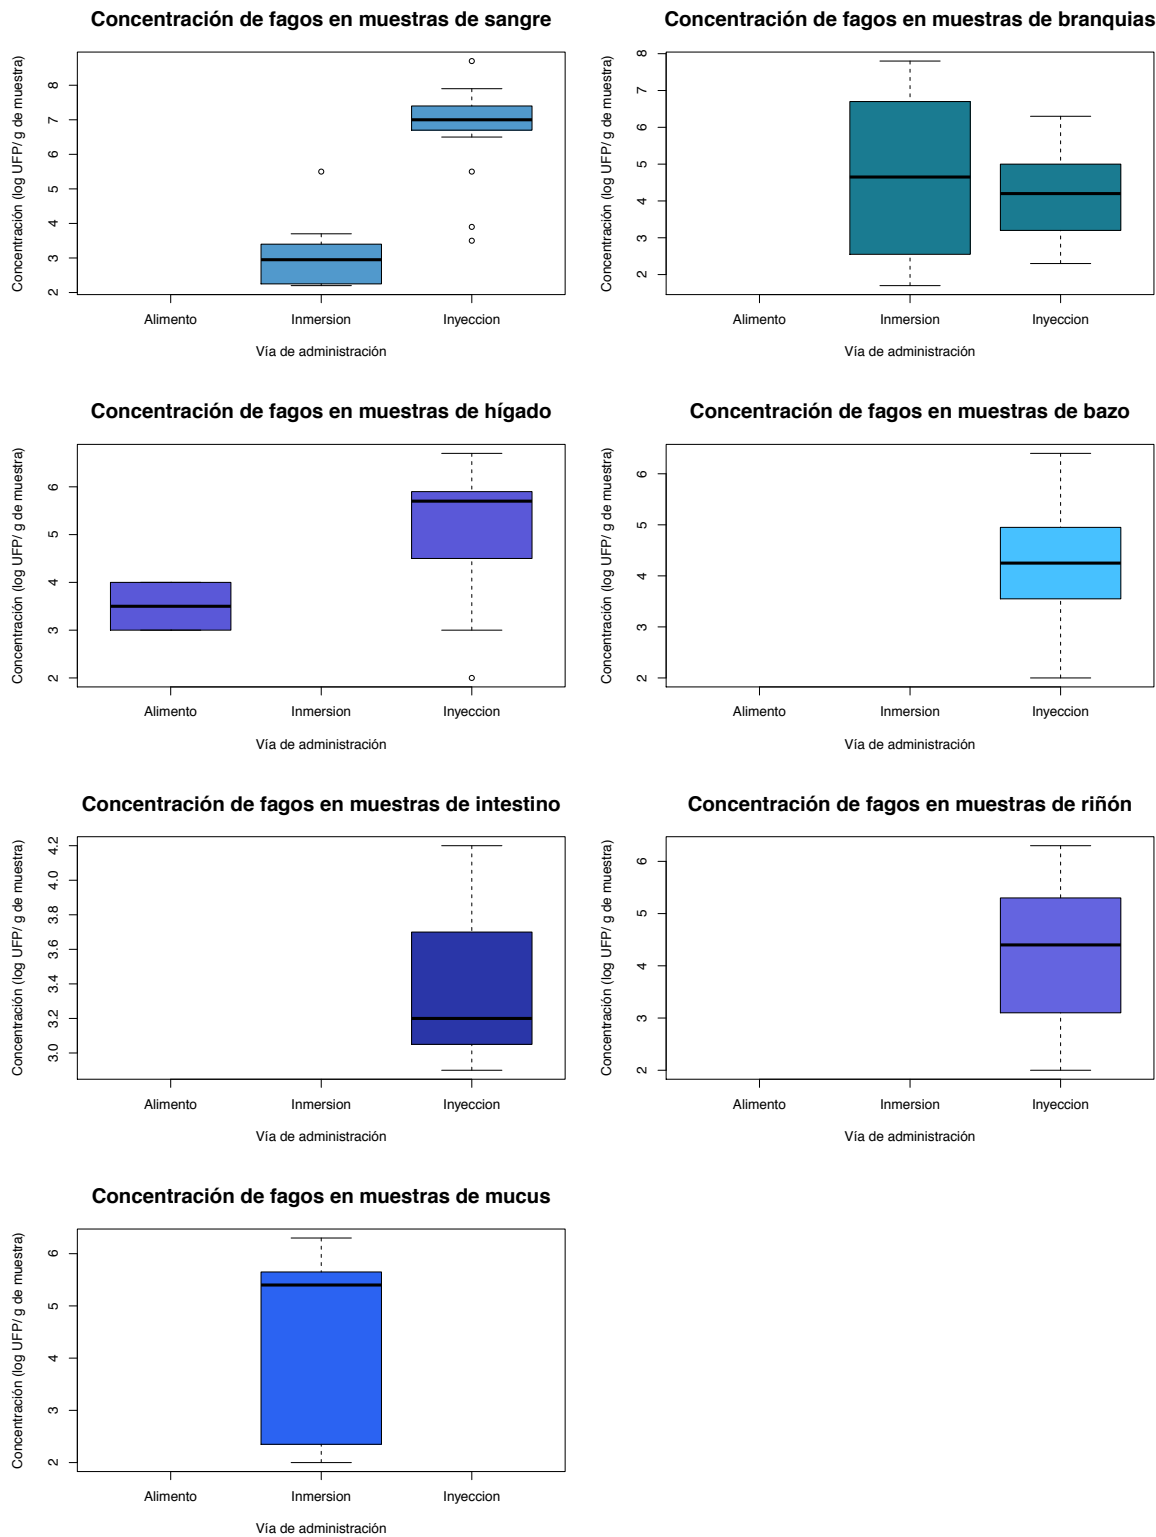 Concentración de fagos en muestras de sangre
Concentración (log UFP/ g de muestra)
8
7
6
5
4
3
2
Alimento
Inmersion
Inyeccion
Vía de administración
Concentración de fagos en muestras de branquias
Concentración (log UFP/ g de muestra)
8
7
6
5
4
3
2
Alimento
Inmersion
Inyeccion
Vía de administración
Concentración de fagos en muestras de hígado
Concentración (log UFP/ g de muestra)
6
5
4
3
2
Alimento
Inmersion
Inyeccion
Vía de administración
Concentración de fagos en muestras de bazo
Concentración (log UFP/ g de muestra)
6
5
4
3
2
Alimento
Inmersion
Inyeccion
Vía de administración
Concentración de fagos en muestras de intestino
Concentración (log UFP/ g de muestra)
4.2
4.0
3.8
3.6
3.4
3.2
3.0
Alimento
Inmersion
Inyeccion
Vía de administración
Concentración de fagos en muestras de riñón
Concentración (log UFP/ g de muestra)
6
5
4
3
2
Alimento
Inmersion
Inyeccion
Vía de administración
Concentración de fagos en muestras de mucus
Concentración (log UFP/ g de muestra)
6
5
4
3
2
Alimento
Inmersion
Inyeccion
Vía de administración